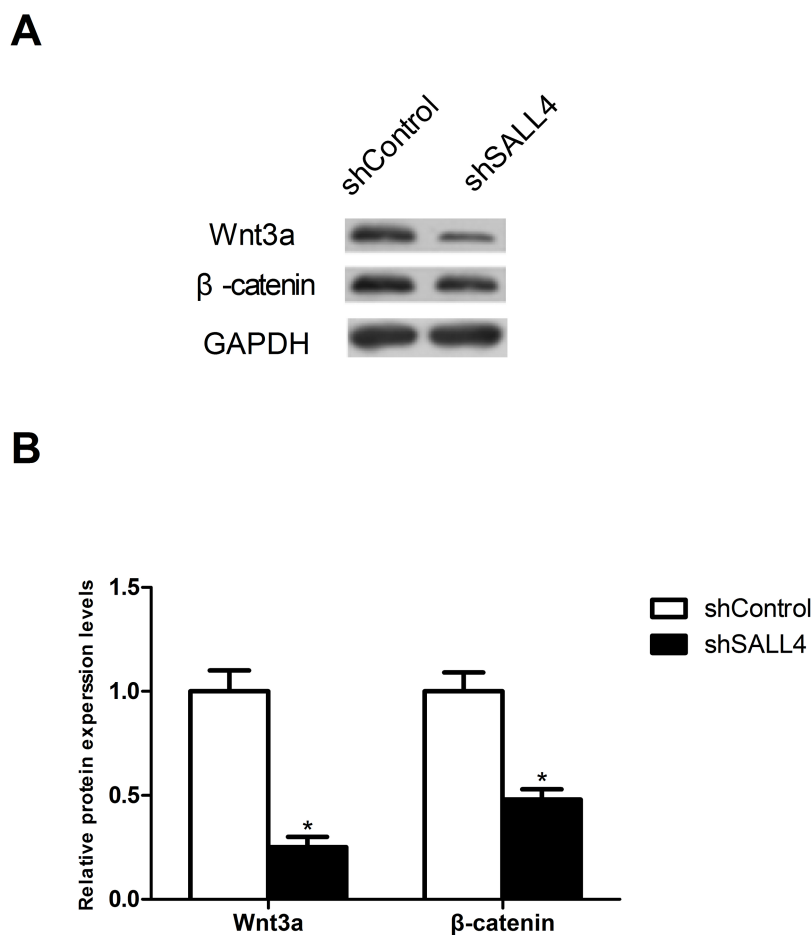 A
shControl
shSALL4
Wnt3a
β -catenin
GAPDH
B
Relative protein experssion levels
1.5
1.0
0.5
0.0
*
*
Wnt3a
β-catenin
shControl
shSALL4